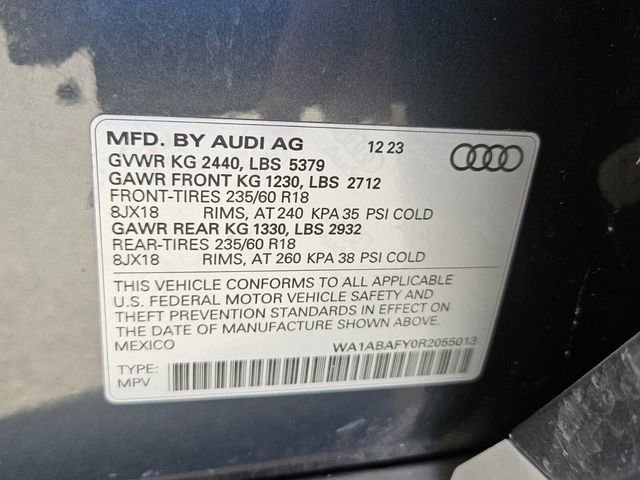 MFD. BY AUDI AG 12 23
GVWR KG 2440, LBS 5379
GAWR FRONT KG 1230, LBS 2712
FRONT-TIRES 235/60 R18
8JX18 RIMS, AT 240 KPA 35 PSI COLD
GAWR REAR KG 1330, LBS 2932
REAR-TIRES 235/60 R18
8JX18 RIMS, AT 260 KPA 38 PSI COLD
THIS VEHICLE CONFORMS TO ALL APPLICABLE
U.S. FEDERAL MOTOR VEHICLE SAFETY AND
THEFT PREVENTION STANDARDS IN EFFECT ON
THE DATE OF MANUFACTURE SHOWN ABOVE.
MEXICO WA1ABAFY0R2055013
TYPE:
MPV